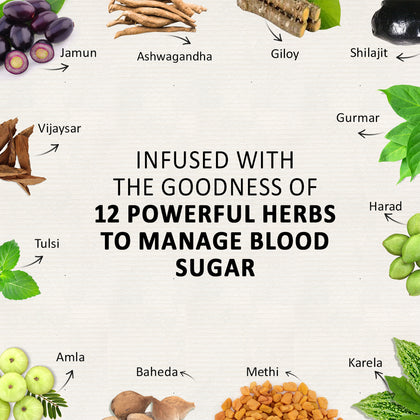 Jamun
Ashwagandha
Giloy
Shilajit
Gurmar
Vijaysar
INFUSED WITH
THE GOODNESS OF
12 POWERFUL HERBS
TO MANAGE BLOOD
SUGAR
Harad
Tulsi
Amla
Baheda
Methi
Karela